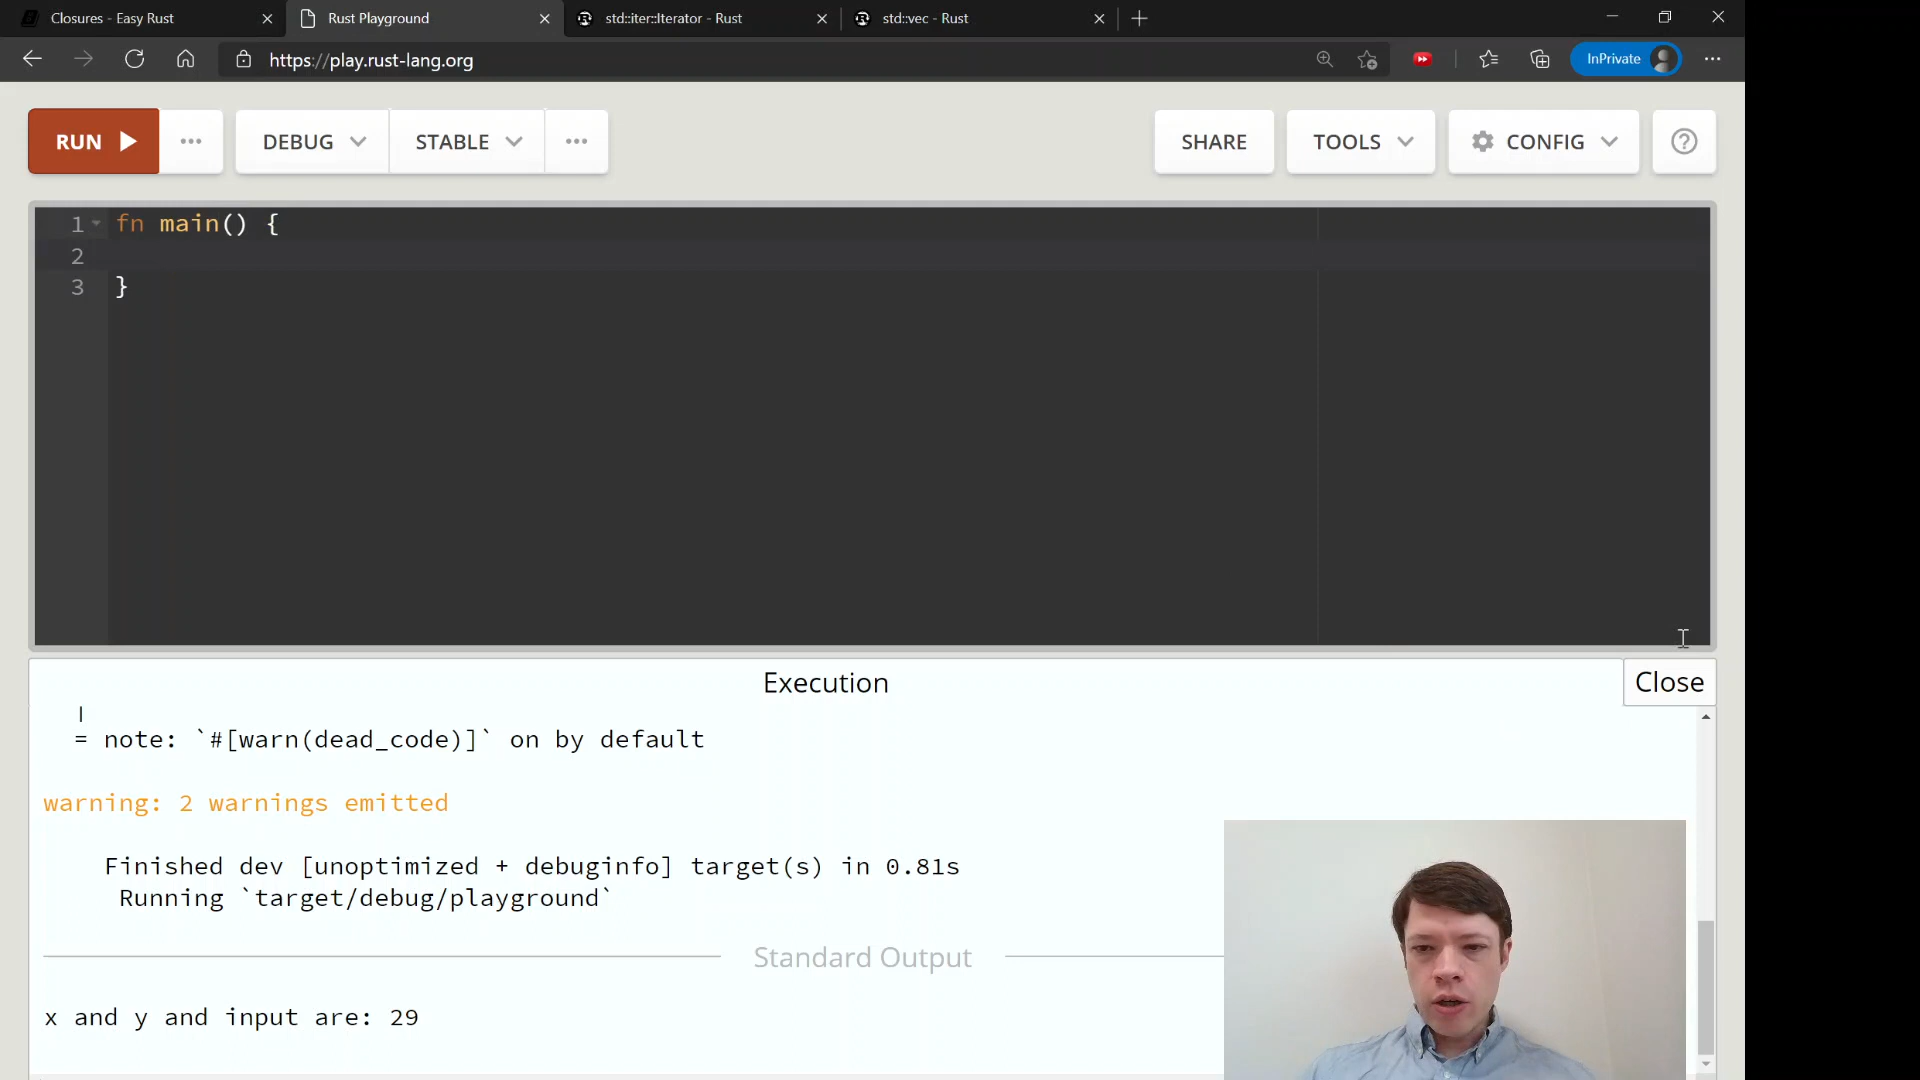 Closures - Easy Rust
Rust Playground
std::iter::Iterator - Rust
std::vec - Rust
https://play.rust-lang.org
InPrivate
RUN
DEBUG
STABLE
SHARE
TOOLS
CONFIG
1 fn main() {
2
3 }
Execution
Close
|
= note: `#[warn(dead_code)]` on by default
warning: 2 warnings emitted
Finished dev [unoptimized + debuginfo] target(s) in 0.81s
Running `target/debug/playground`
Standard Output
x and y and input are: 29